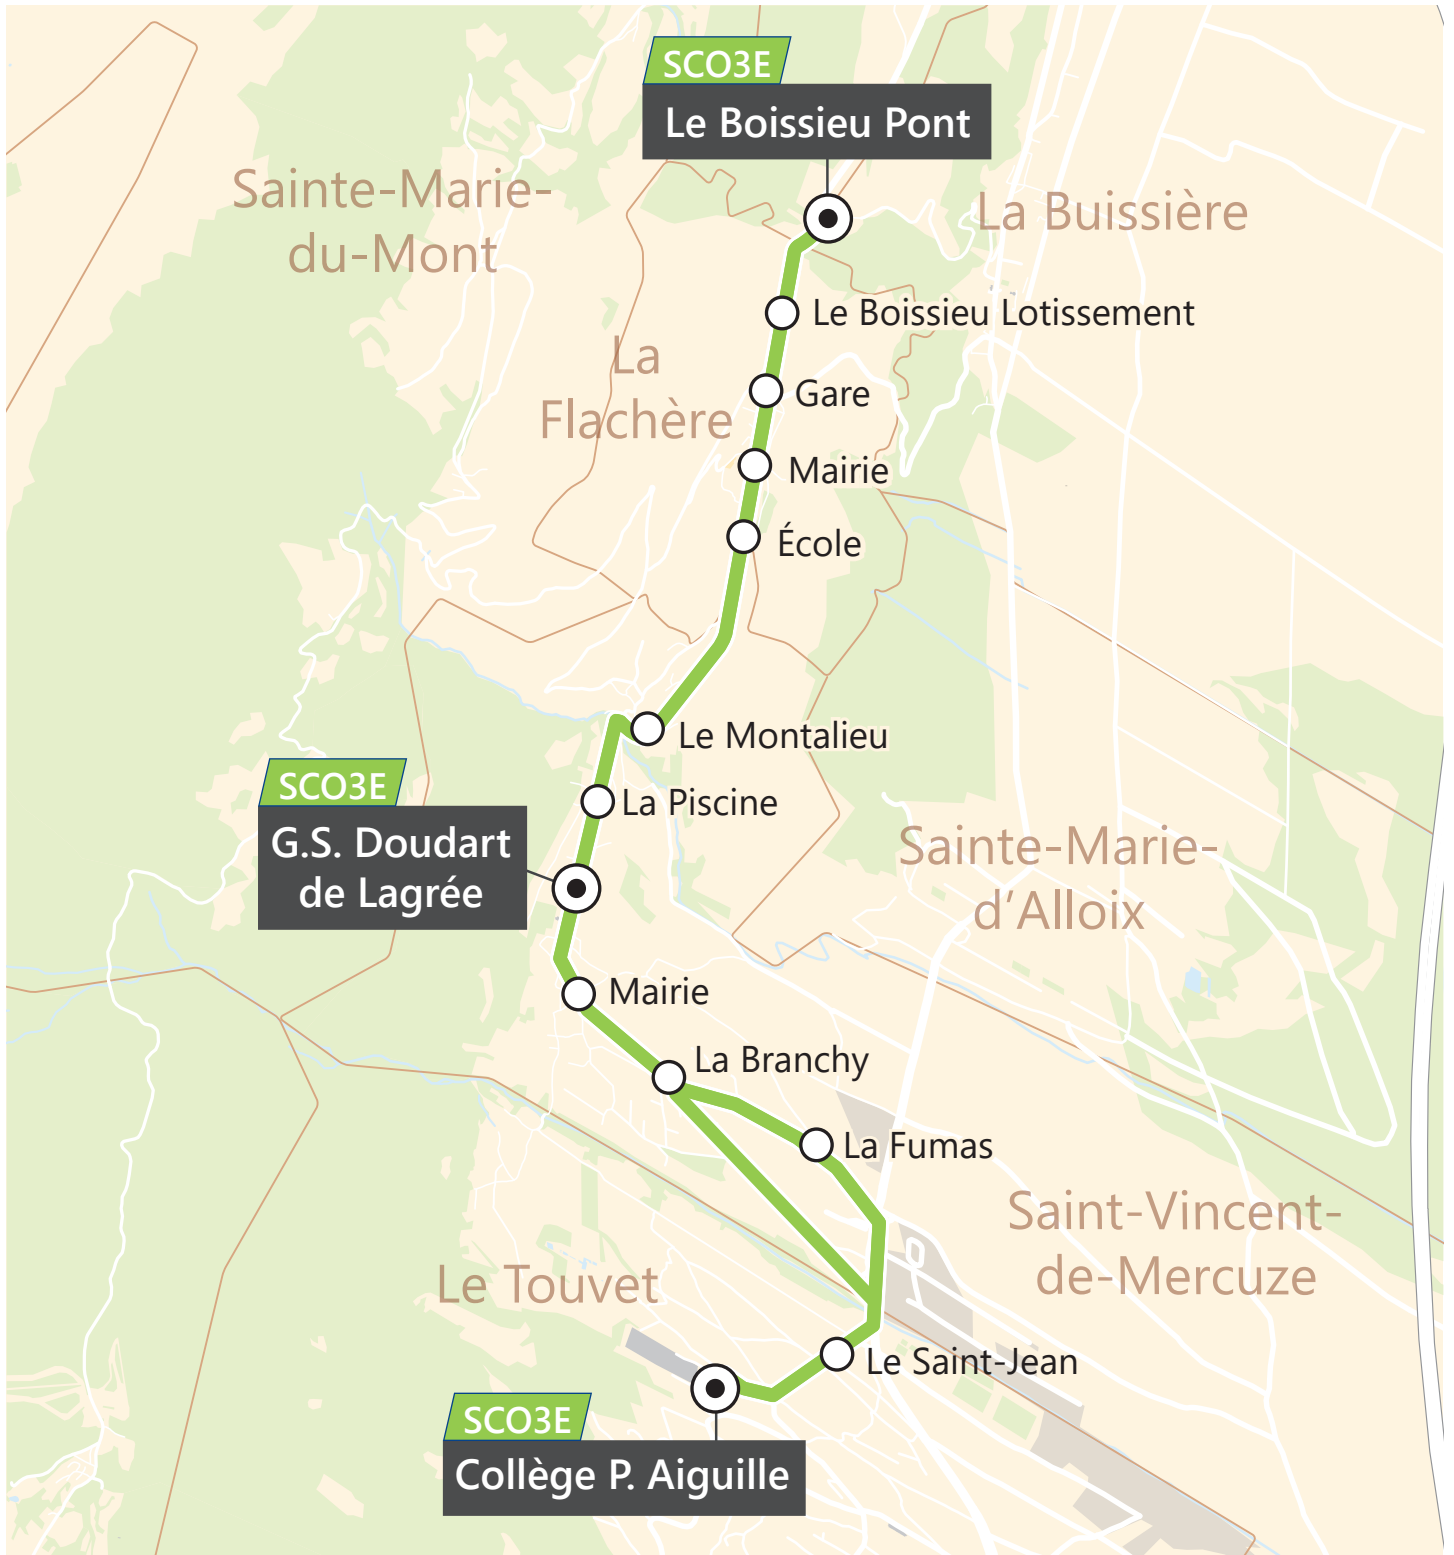 SCO3E
Le Boissieu Pont
Sainte-Marie-
du-Mont
La Buissière
Le Boissieu Lotissement
La
Flachère
Gare
Mairie
École
Le Montalieu
SCO3E
G.S. Doudart
de Lagrée
La Piscine
Sainte-Marie-
d'Alloix
Mairie
La Branchy
La Fumas
Saint-Vincent-
de-Mercuze
Le Touvet
Le Saint-Jean
SCO3E
Collège P. Aiguille